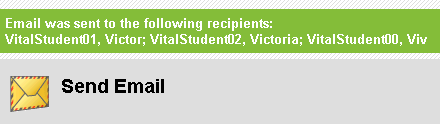 Email was sent to the following recipients:
VitalStudent01, Victor; VitalStudent02, Victoria; VitalStudent00, Viv
Send Email